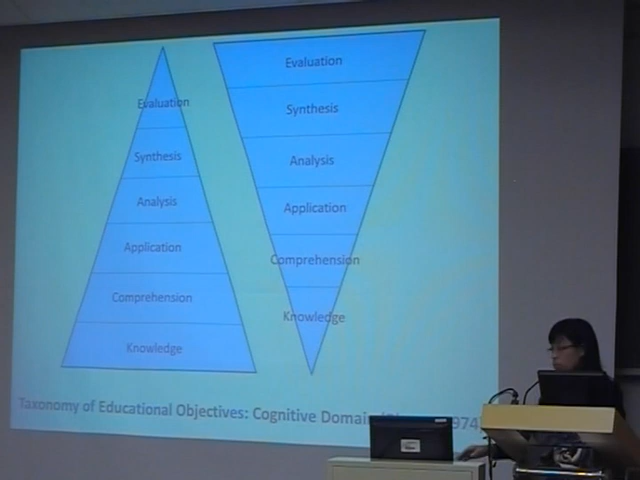 Evaluation
Synthesis
Analysis
Application
Comprehension
Knowledge
Evaluation
Synthesis
Analysis
Application
Comprehension
Knowledge
Taxonomy of Educational Objectives: Cognitive Domain